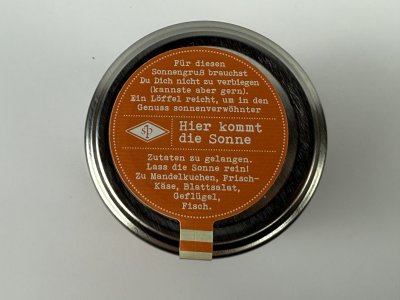 Für diesen
Sonnengruß brauchst
Du Dich nicht zu verbiegen
(kannste aber gern).
Ein Löffel reicht, um in den
Genuss sonnenverwöhnter
Hier kommt
die Sonne
Zutaten zu gelangen.
Lass die Sonne rein!
Zu Mandelkuchen, Frisch-
Käse, Blattsalat,
Geflügel,
Fisch.